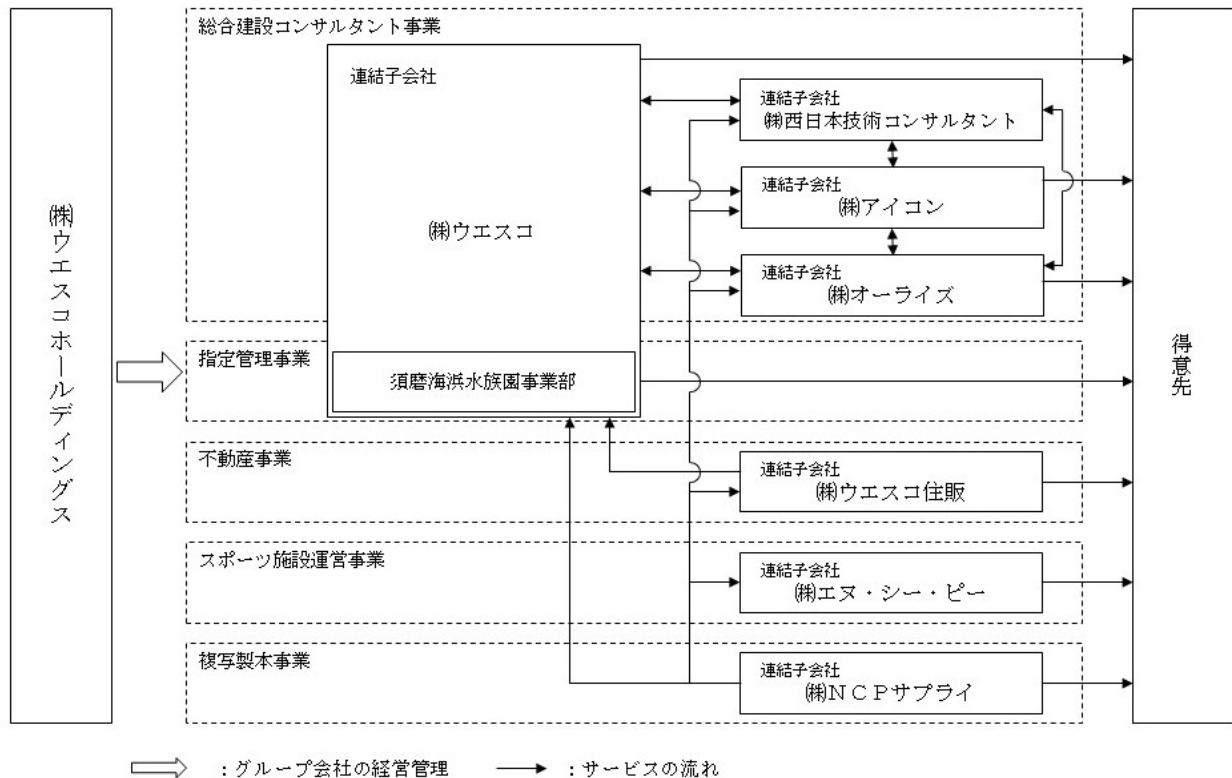 ㈱ウエスコホールディングス
総合建設コンサルタント事業
連結子会社
㈱ウエスコ
連結子会社
㈱西日本技術コンサルタント
連結子会社
㈱アイコン
連結子会社
㈱オーライズ
指定管理事業
須磨海浜水族園事業部
不動産事業
連結子会社
㈱ウエスコ住販
スポーツ施設運営事業
連結子会社
㈱エヌ・シー・ピー
複写製本事業
連結子会社
㈱ＮＣＰサプライ
得意先
：グループ会社の経営管理
：サービスの流れ